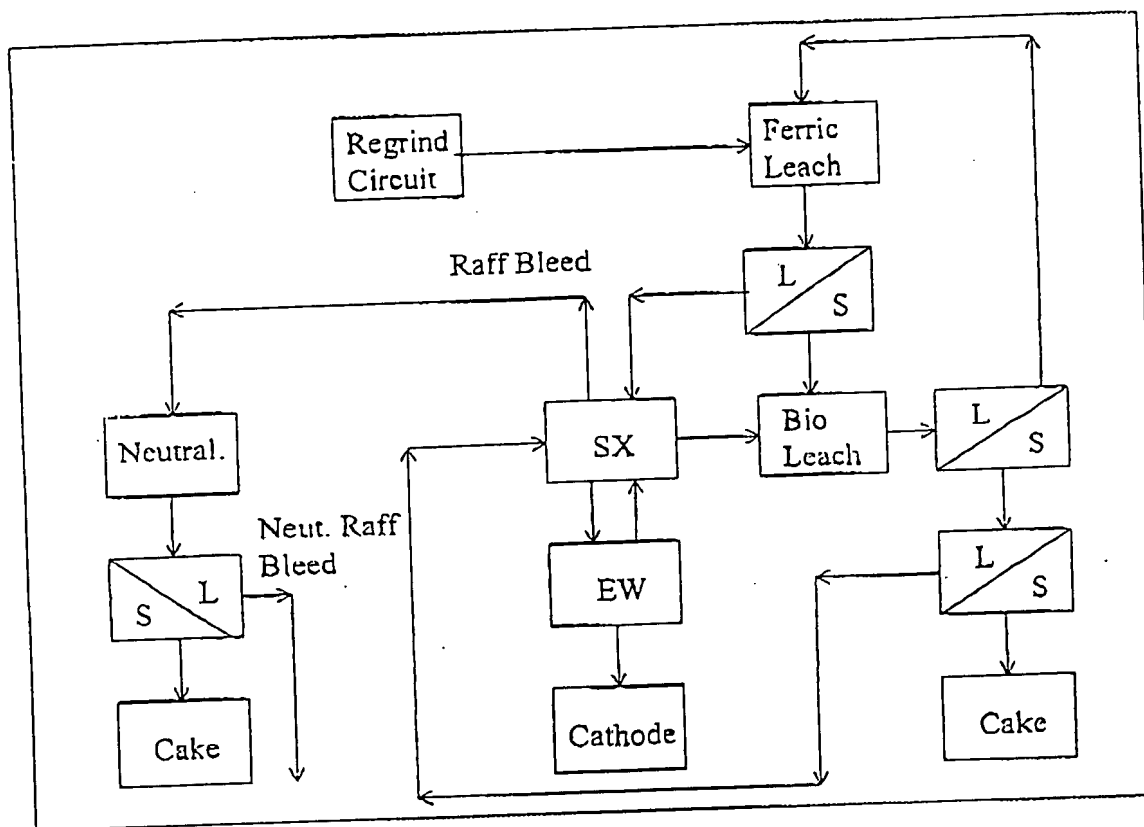 Regrind
Circuit
Ferric
Leach
Raff Bleed
L
S
Neutral.
SX
Bio
Leach
L
S
Neut. Raff
Bleed
S
L
EW
L
S
Cake
Cathode
Cake